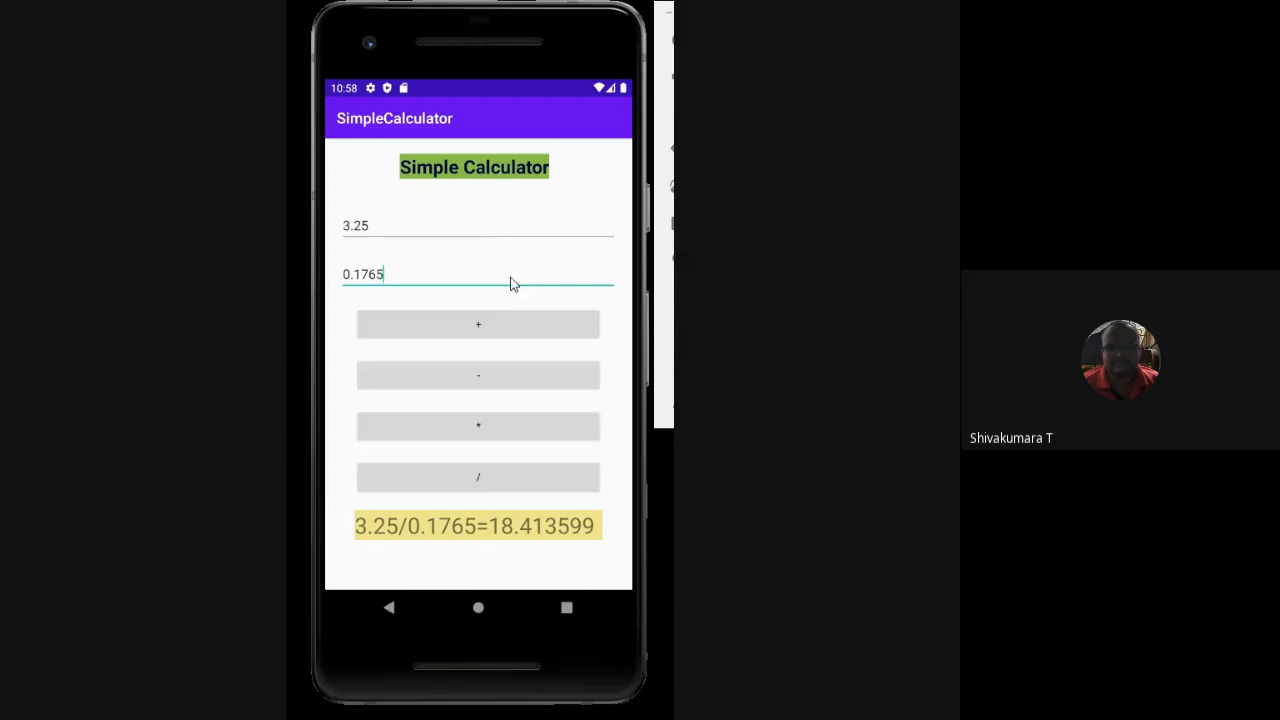 10:58
SimpleCalculator
Simple Calculator
3.25
0.1765
+
-
*
/
3.25/0.1765=18.413599
Shivakumara T